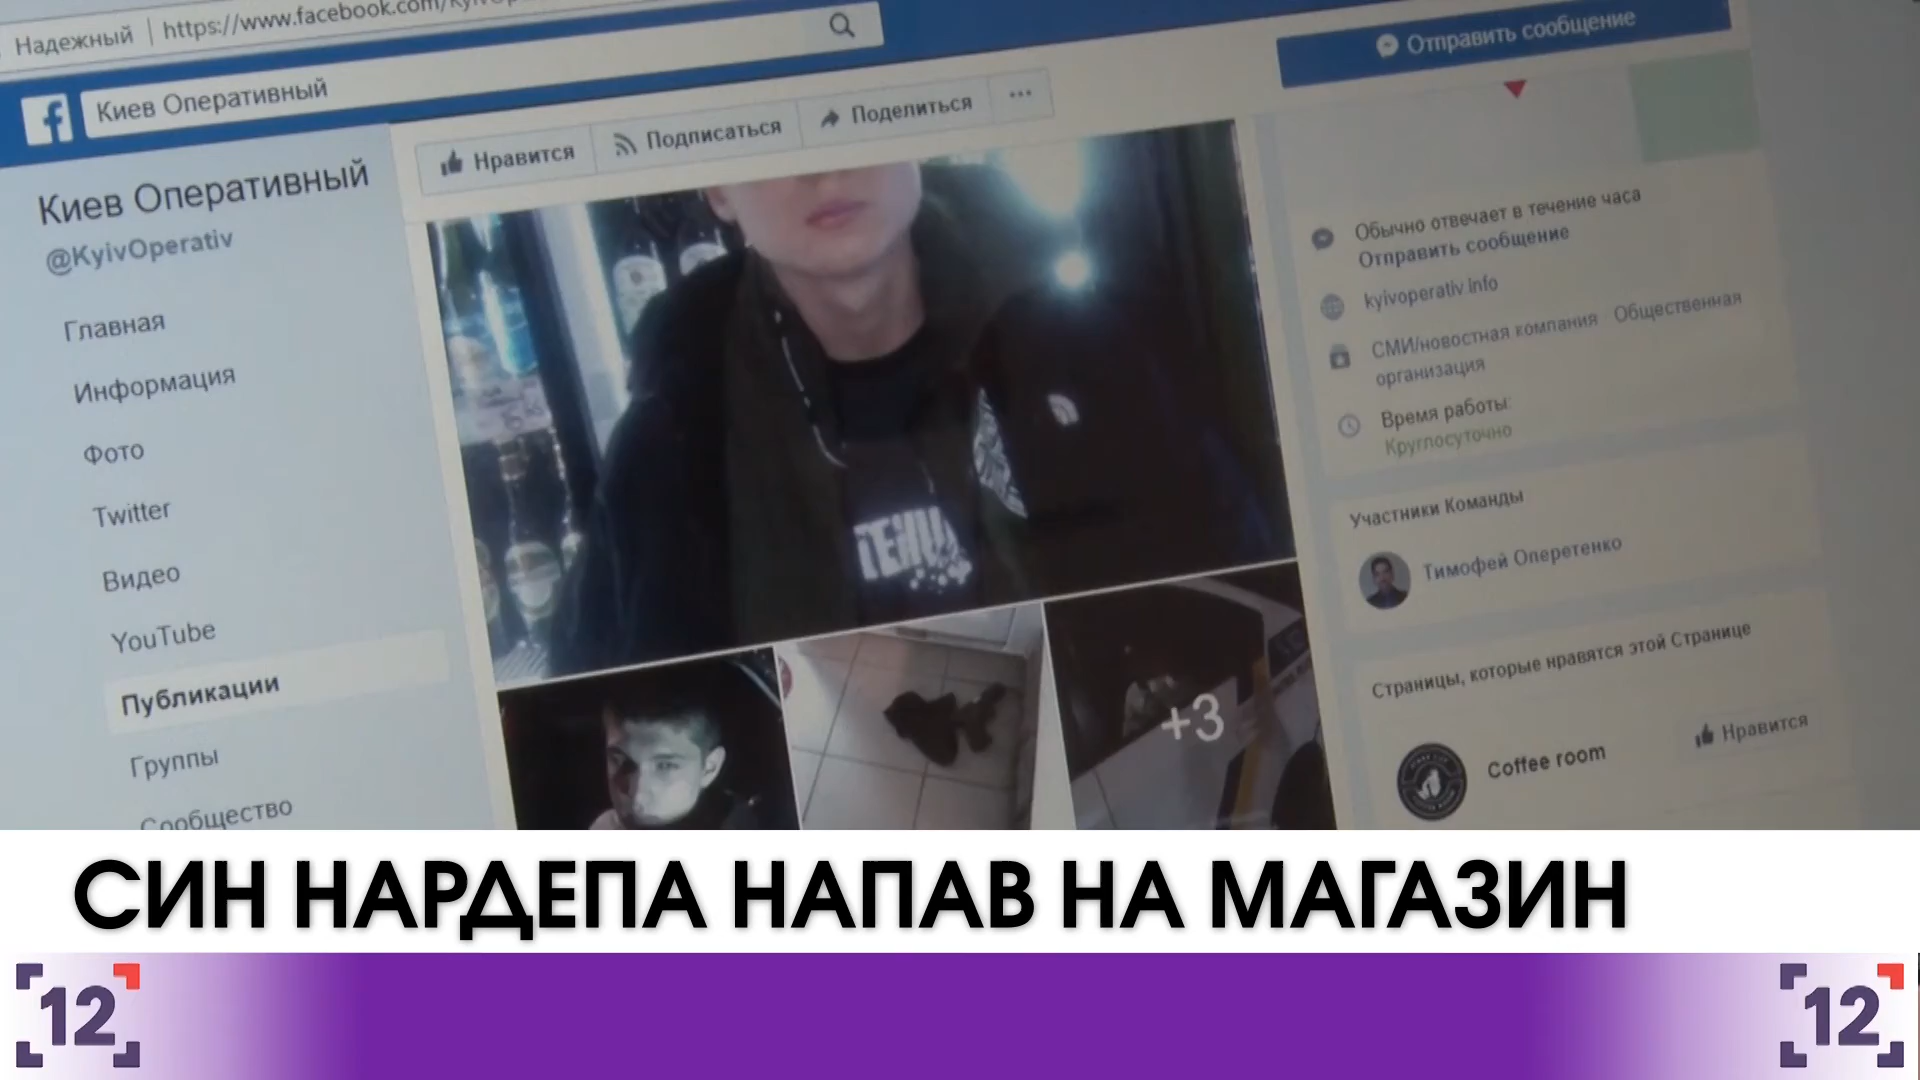 Надежный
https://www.facebook.com/
Киев Оперативный
Отправить сообщение
Нравится
Подписаться
Поделиться
Киев Оперативный
@KyivOperativ
Главная
Информация
Фото
Twitter
Видео
YouTube
Публикации
Группы
Сообщество
+3
Обычно отвечает в течение часа
Отправить сообщение
kyivoperativ.info
СМИ/новостная компания · Общественная
организация
Время работы:
Круглосуточно
Участники Команды
Тимофей Оперетенко
Страницы, которые нравятся этой Странице
Coffee room
Нравится
СИН НАРДЕПА НАПАВ НА МАГАЗИН
12
12